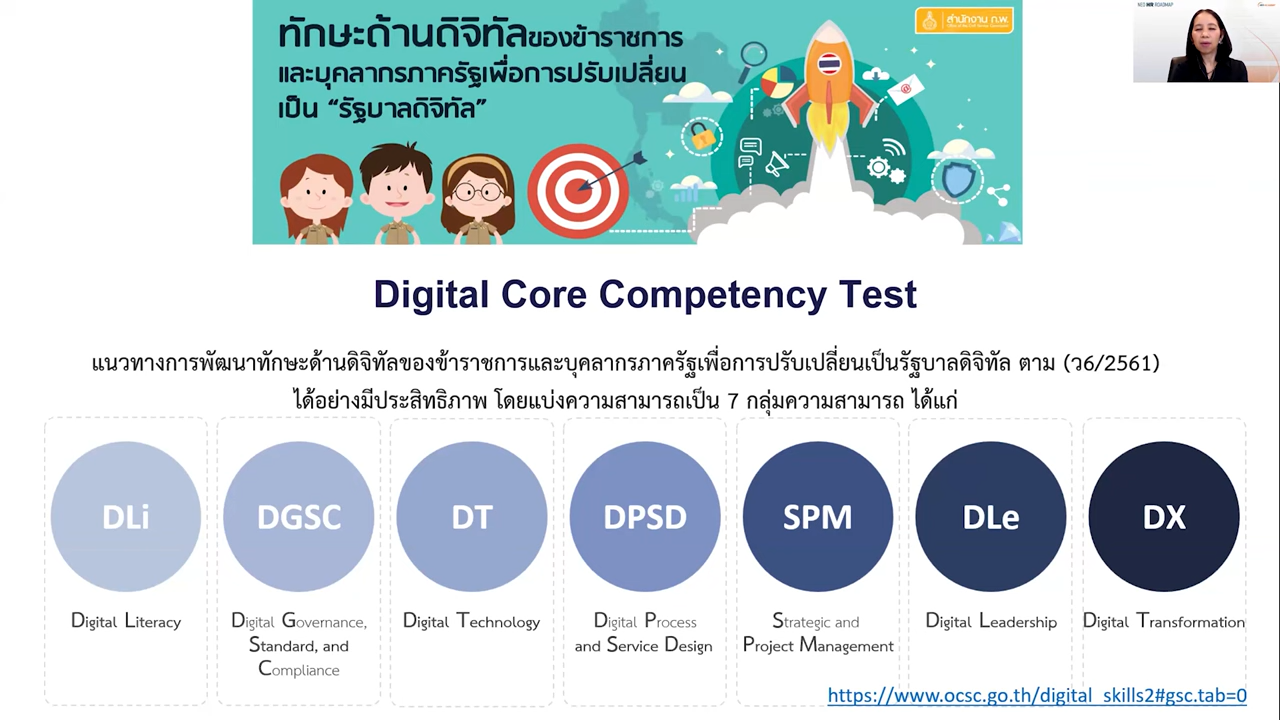 ทักษะด้านดิจิทัลของข้าราชการ
และบุคลากรภาครัฐเพื่อการปรับเปลี่ยน
เป็น “รัฐบาลดิจิทัล”
สำนักงาน ก.พ.
NCS HR ROADMAP
Digital Core Competency Test
แนวทางการพัฒนาทักษะด้านดิจิทัลของข้าราชการและบุคลากรภาครัฐเพื่อการปรับเปลี่ยนเป็นรัฐบาลดิจิทัล ตาม (ว6/2561)
ได้อย่างมีประสิทธิภาพ โดยแบ่งความสามารถเป็น 7 กลุ่มความสามารถ ได้แก่
DLi
DGSC
DT
DPSD
SPM
DLe
DX
Digital Literacy
Digital Governance,
Standard, and
Compliance
Digital Technology
Digital Process
and Service Design
Strategic and
Project Management
Digital Leadership
Digital Transformation
https://www.ocsc.go.th/digital_skills2#gsc.tab=0